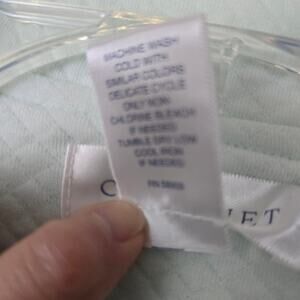 MACHINE WASH
COLD WITH
SIMILAR COLORS
DELICATE CYCLE
ONLY NON
CHLORINE BLEACH
IF NEEDED
TUMBLE DRY LOW
COOL IRON
IF NEEDED